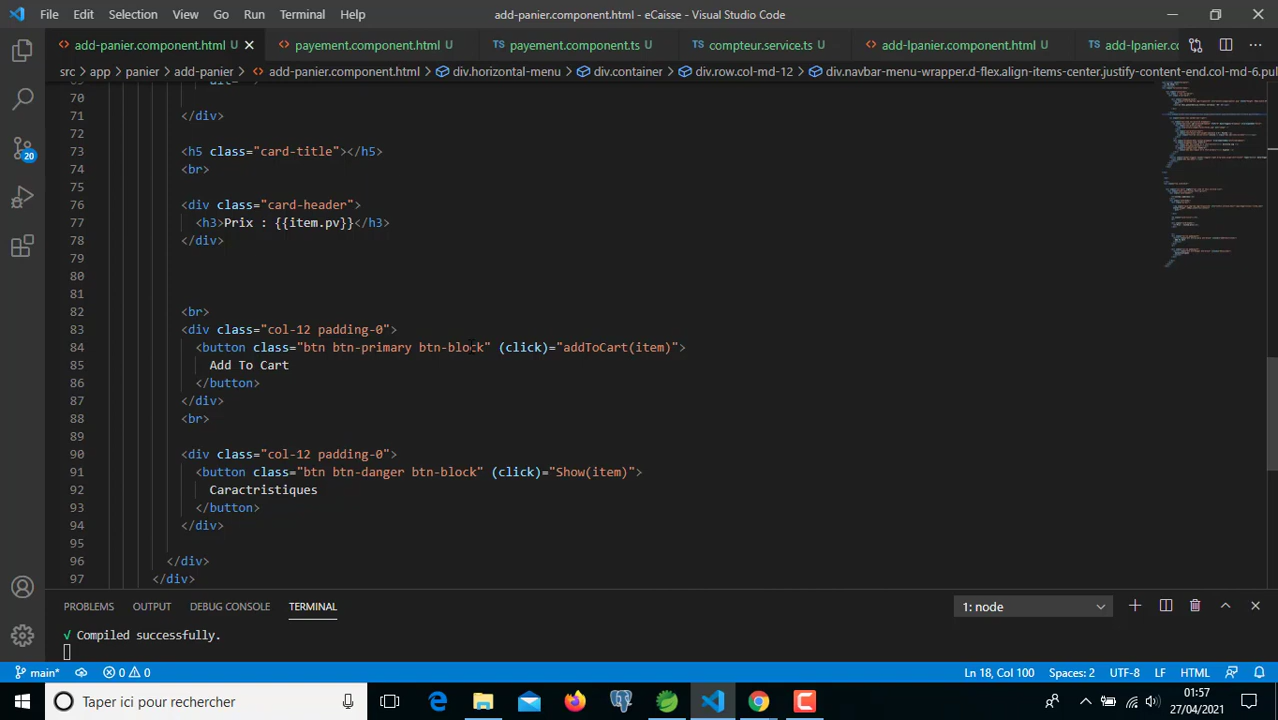 File Edit Selection View Go Run Terminal Help
add-panier.component.html - eCaisse - Visual Studio Code
add-panier.component.html U
payement.component.html U
payement.component.ts U
compteur.service.ts U
add-lpanier.component.html U
add-lpanier.co
src > app > panier > add-panier > add-panier.component.html > div.horizontal-menu > div.container > div.row.col-md-12 > div.navbar-menu-wrapper.d-flex.align-items-center.justify-content-end.col-md-6.pul
70
71 </div>
72
73 <h5 class="card-title"></h5>
74 <br>
75
76 <div class="card-header">
77 <h3>Prix : {{item.pv}}</h3>
78 </div>
79
80
81
82 <br>
83 <div class="col-12 padding-0">
84 <button class="btn btn-primary btn-block" (click)="addToCart(item)">
85 Add To Cart
86 </button>
87 </div>
88 <br>
89
90 <div class="col-12 padding-0">
91 <button class="btn btn-danger btn-block" (click)="Show(item)">
92 Caractristiques
93 </button>
94 </div>
95
96 </div>
97 </div>
20
PROBLEMS OUTPUT DEBUG CONSOLE TERMINAL
1: node
√ Compiled successfully.
main* 0 0
Ln 18, Col 100 Spaces: 2 UTF-8 LF HTML
Taper ici pour rechercher
01:57
27/04/2021